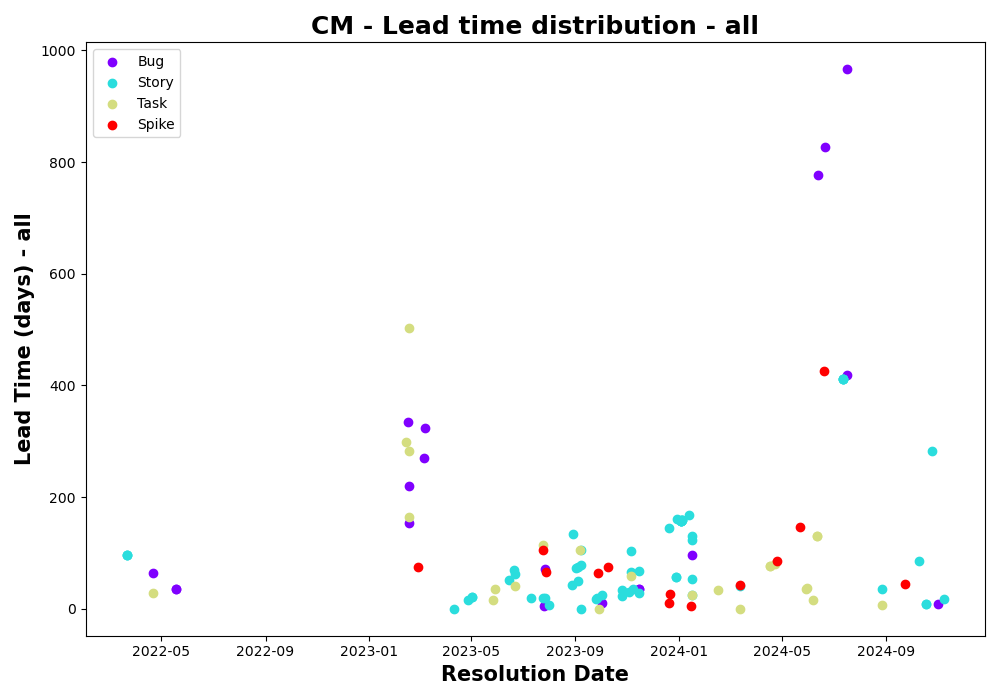 CM - Lead time distribution - all
1000
800
600
400
200
0
Lead Time (days) - all
Bug
Story
Task
Spike
2022-05 2022-09 2023-01 2023-05 2023-09 2024-01 2024-05 2024-09
Resolution Date